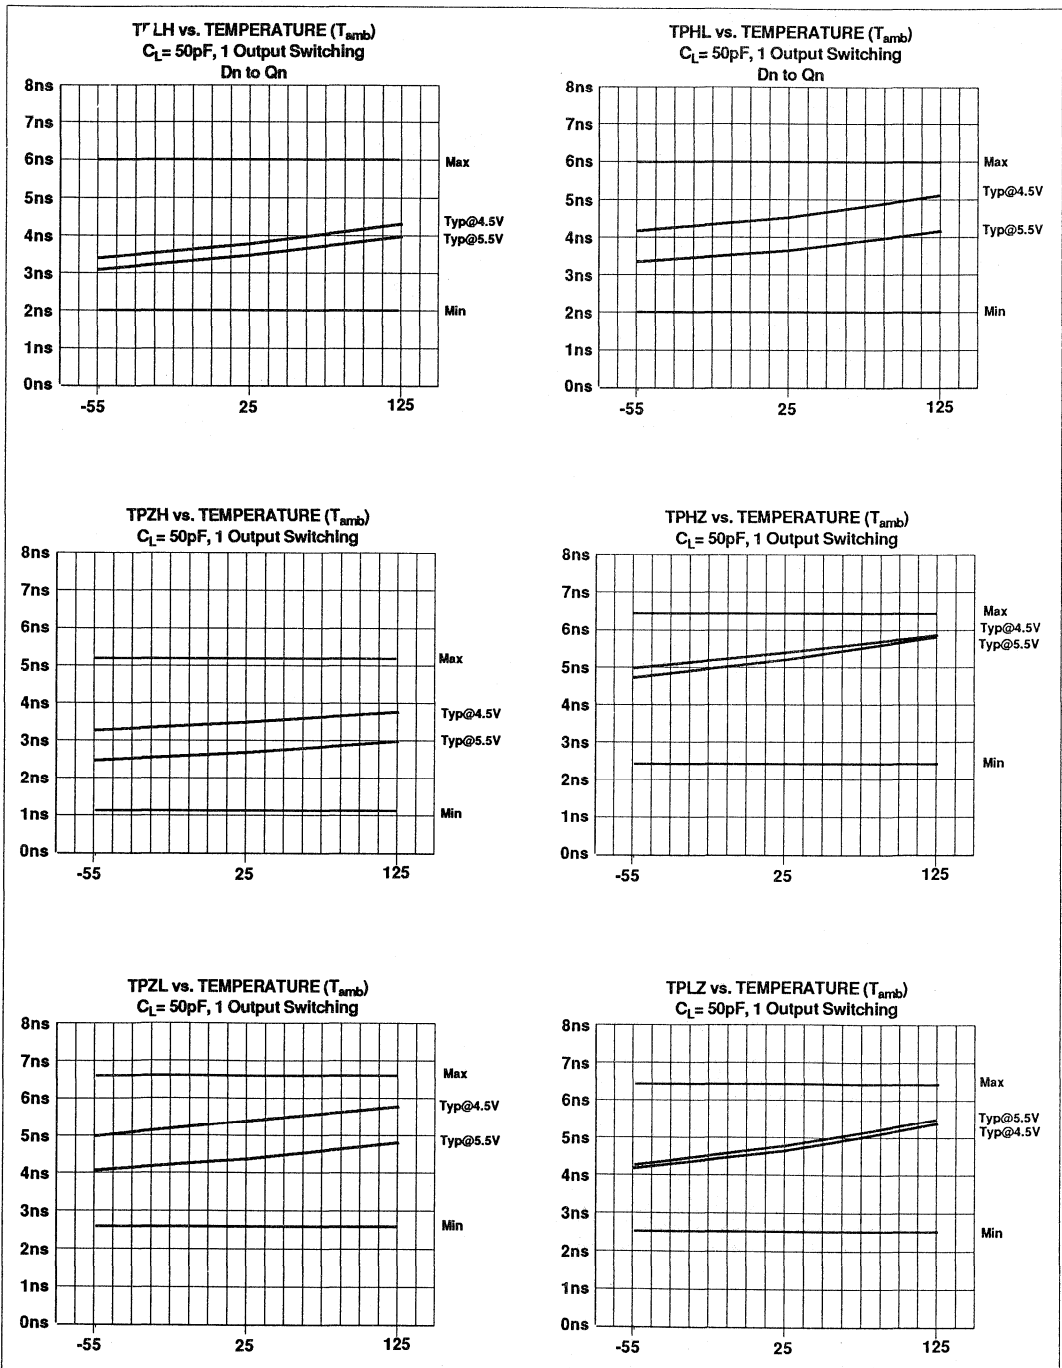 TPLH vs. TEMPERATURE (Tamb)
CL= 50pF, 1 Output Switching
Dn to Qn
8ns
7ns
6ns
5ns
4ns
3ns
2ns
1ns
0ns
-55
25
125
Max
Typ@4.5V
Typ@5.5V
Min
TPHL vs. TEMPERATURE (Tamb)
CL= 50pF, 1 Output Switching
Dn to Qn
8ns
7ns
6ns
5ns
4ns
3ns
2ns
1ns
0ns
-55
25
125
Max
Typ@4.5V
Typ@5.5V
Min
TPZH vs. TEMPERATURE (Tamb)
CL= 50pF, 1 Output Switching
8ns
7ns
6ns
5ns
4ns
3ns
2ns
1ns
0ns
-55
25
125
Max
Typ@4.5V
Typ@5.5V
Min
TPHZ vs. TEMPERATURE (Tamb)
CL= 50pF, 1 Output Switching
8ns
7ns
6ns
5ns
4ns
3ns
2ns
1ns
0ns
-55
25
125
Max
Typ@4.5V
Typ@5.5V
Min
TPZL vs. TEMPERATURE (Tamb)
CL= 50pF, 1 Output Switching
8ns
7ns
6ns
5ns
4ns
3ns
2ns
1ns
0ns
-55
25
125
Max
Typ@4.5V
Typ@5.5V
Min
TPLZ vs. TEMPERATURE (Tamb)
CL= 50pF, 1 Output Switching
8ns
7ns
6ns
5ns
4ns
3ns
2ns
1ns
0ns
-55
25
125
Max
Typ@5.5V
Typ@4.5V
Min